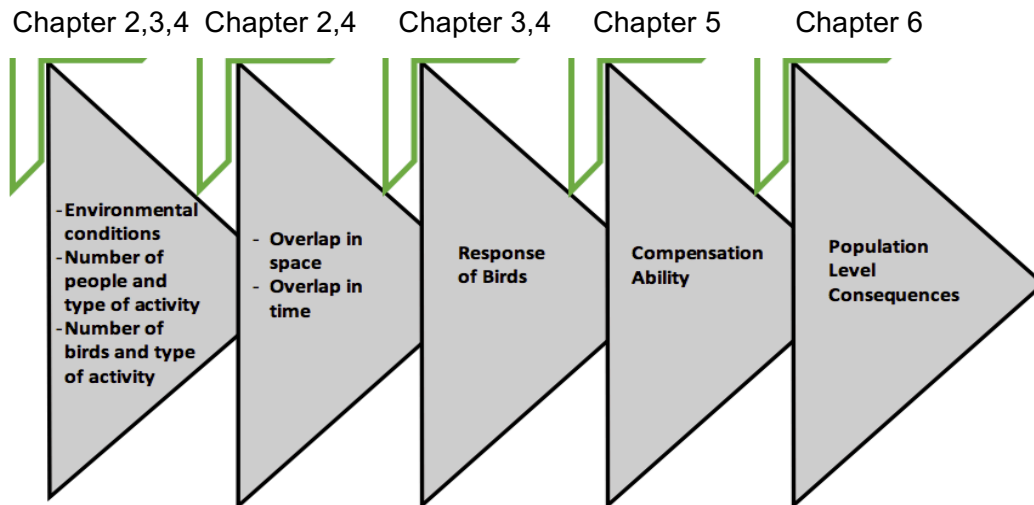 Chapter 2,3,4
Chapter 2,4
Chapter 3,4
Chapter 5
Chapter 6
-Environmental
conditions
-Number of
people and
type of activity
-Number of
birds and type
of activity
- Overlap in
space
- Overlap in
time
Response
of Birds
Compensation
Ability
Population
Level
Consequences